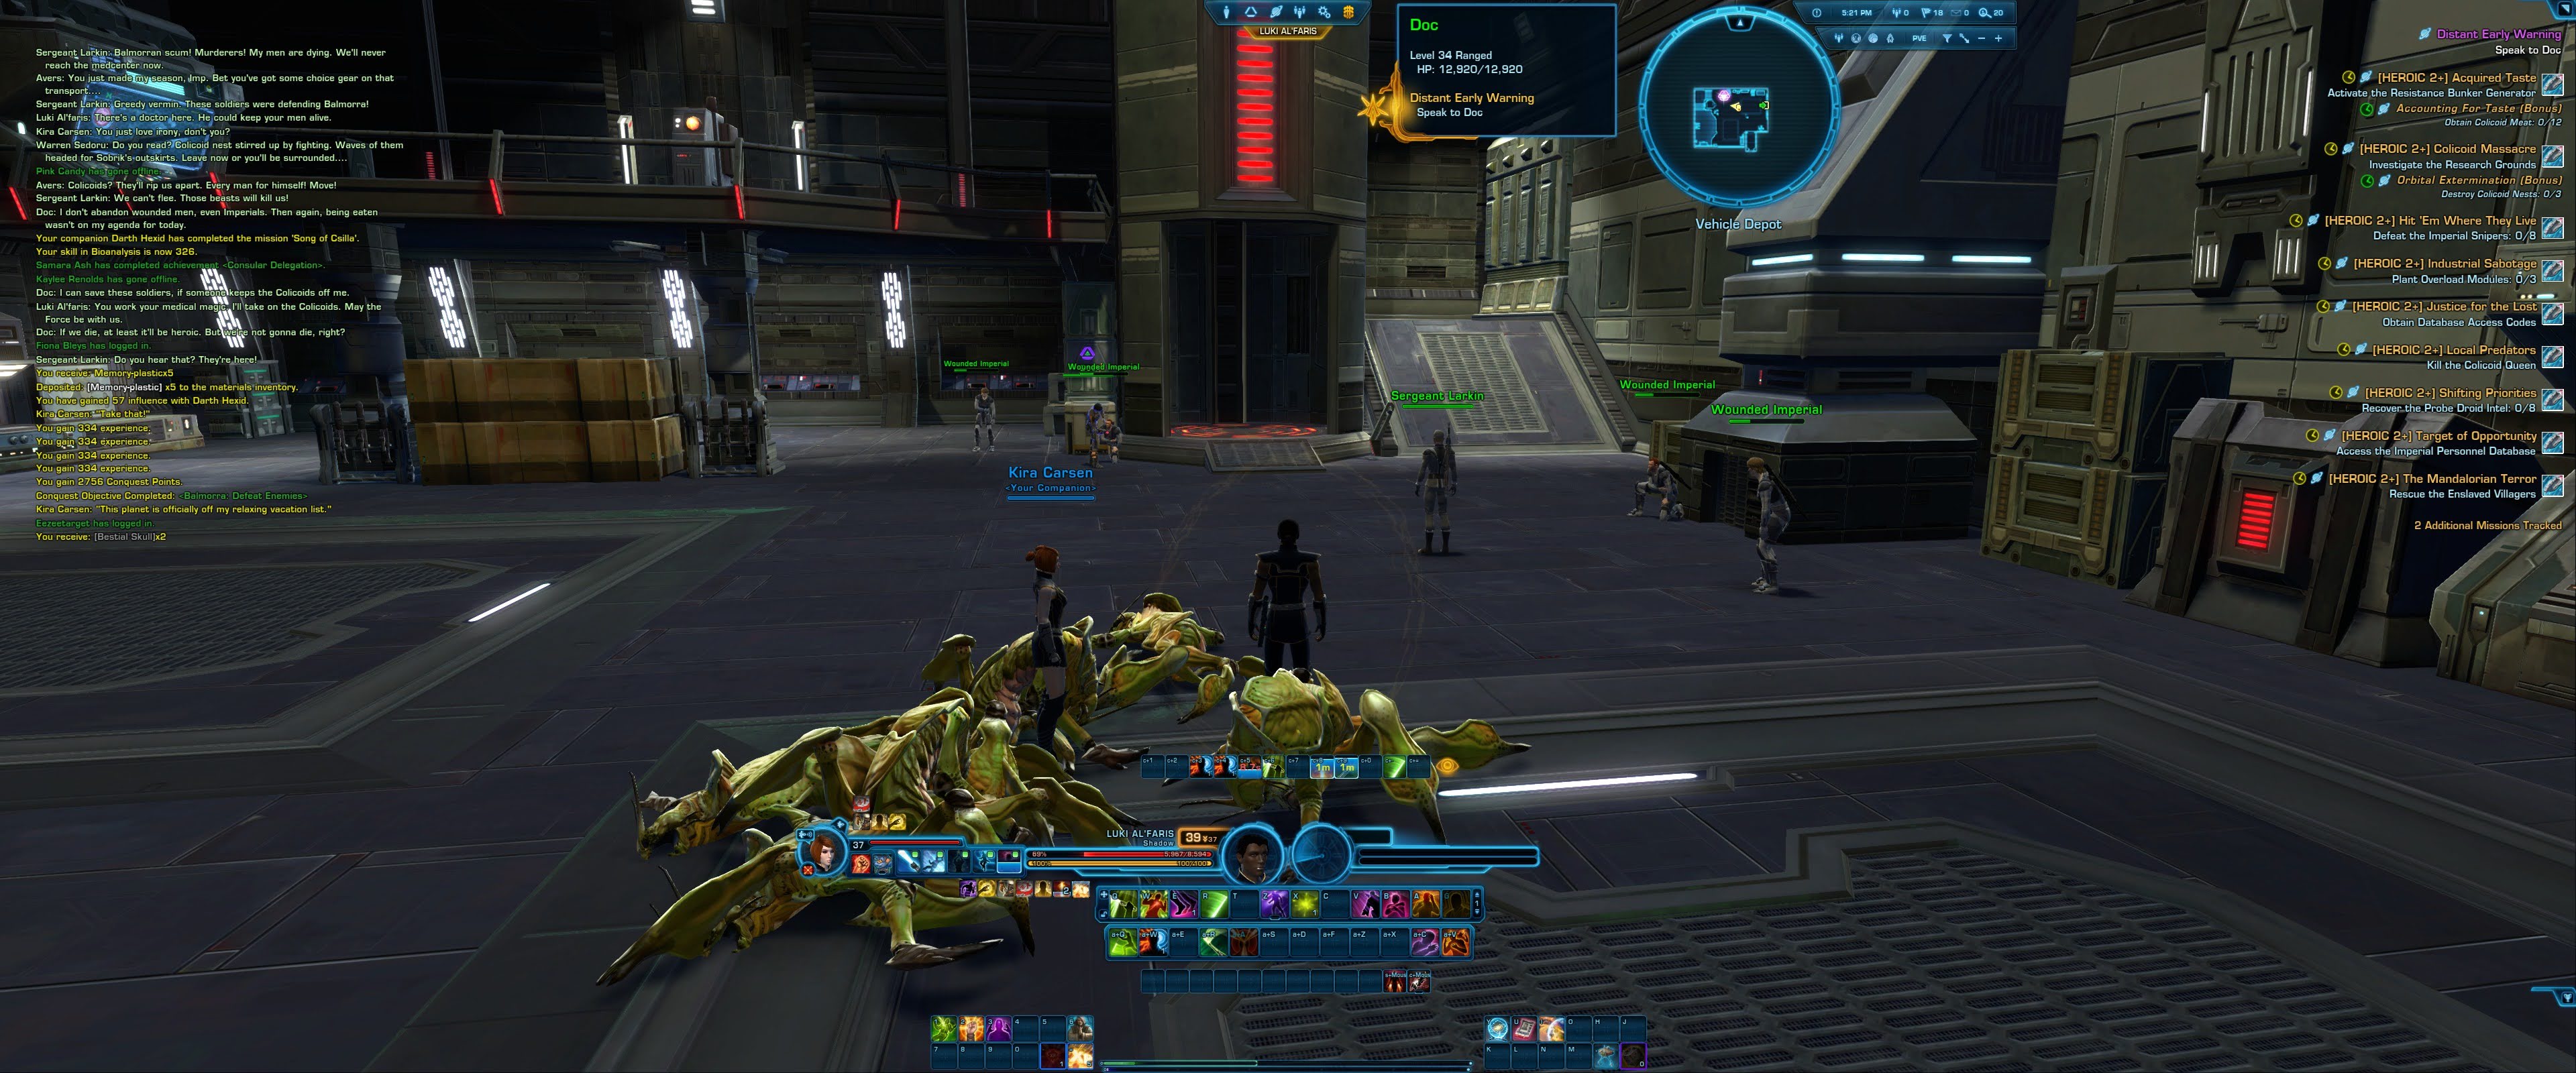 Sergeant Larkin: Balmorran scum! Murderers! My men are dying. We'll never
reach the medcenter now.
Avers: You just made my season, Imp. Bet you've got some choice gear on that
transport....
Sergeant Larkin: Greedy vermin. These soldiers were defending Balmorra!
Luki Al'faris: There's a doctor here. He could keep your men alive.
Kira Carsen: You just love irony, don't you?
Warren Sedoru: Do you read? Colicoid nest stirred up by fighting. Waves of them
headed for Sobrik's outskirts. Leave now or you'll be surrounded....
Pink Candy has gone offline.
Avers: Colicoids? They'll rip us apart. Every man for himself! Move!
Sergeant Larkin: We can't flee. Those beasts will kill us!
Doc: I don't abandon wounded men, even Imperials. Then again, being eaten
wasn't on my agenda for today.
Your companion Darth Hexid has completed the mission 'Song of Csilla'.
Your skill in Bioanalysis is now 326.
Samara Ash has completed achievement <Consular Delegation>.
Kaylee Renolds has gone offline.
Doc: I can save these soldiers, if someone keeps the Colicoids off me.
Luki Al'faris: You work your medical magic, I'll take on the Colicoids. May the
Force be with us.
Doc: If we die, at least it'll be heroic. But we're not gonna die, right?
Fiona Bleys has logged in.
Sergeant Larkin: Do you hear that? They're here!
You receive: Memory-plasticx5
Deposited: [Memory-plastic] x5 to the materials inventory.
You have gained 57 influence with Darth Hexid.
Kira Carsen: "Take that!"
You gain 334 experience.
You gain 334 experience.
You gain 334 experience.
You gain 334 experience.
You gain 2756 Conquest Points.
Conquest Objective Completed: <Balmorra: Defeat Enemies>
Kira Carsen: "This planet is officially off my relaxing vacation list."
Eezeetarget has logged in.
You receive: [Bestial Skull]x2
LUKI AL'FARIS
Doc
Level 34 Ranged
HP: 12,920/12,920
Distant Early Warning
Speak to Doc
5:21 PM 0 18 0 20
PVE
Vehicle Depot
Distant Early Warning
Speak to Doc
[HEROIC 2+] Acquired Taste
Activate the Resistance Bunker Generator
Accounting For Taste (Bonus)
Obtain Colicoid Meat: 0/12
[HEROIC 2+] Colicoid Massacre
Investigate the Research Grounds
Orbital Extermination (Bonus)
Destroy Colicoid Nests: 0/3
[HEROIC 2+] Hit 'Em Where They Live
Defeat the Imperial Snipers: 0/8
[HEROIC 2+] Industrial Sabotage
Plant Overload Modules: 0/3
[HEROIC 2+] Justice for the Lost
Obtain Database Access Codes
[HEROIC 2+] Local Predators
Kill the Colicoid Queen
[HEROIC 2+] Shifting Priorities
Recover the Probe Droid Intel: 0/8
[HEROIC 2+] Target of Opportunity
Access the Imperial Personnel Database
[HEROIC 2+] The Mandalorian Terror
Rescue the Enslaved Villagers
2 Additional Missions Tracked
Wounded Imperial
Wounded Imperial
Sergeant Larkin
Wounded Imperial
Wounded Imperial
Kira Carsen
<Your Companion>
1m 1m
LUKI AL'FARIS
Shadow
39 37
37
69% 5,967/8,594
100% 100/100